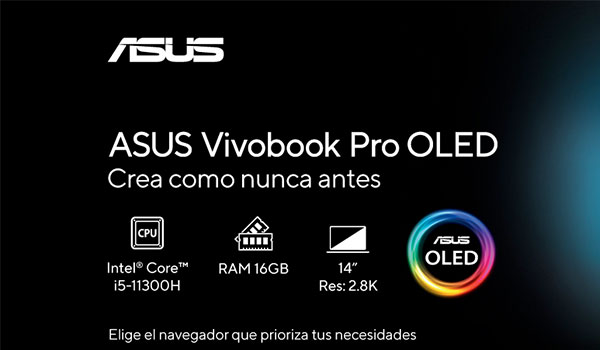 ASUS
ASUS Vivobook Pro OLED
Crea como nunca antes
CPU
Intel® Core™
i5-11300H
RAM 16GB
14”
Res: 2.8K
ASUS
OLED
Elige el navegador que prioriza tus necesidades